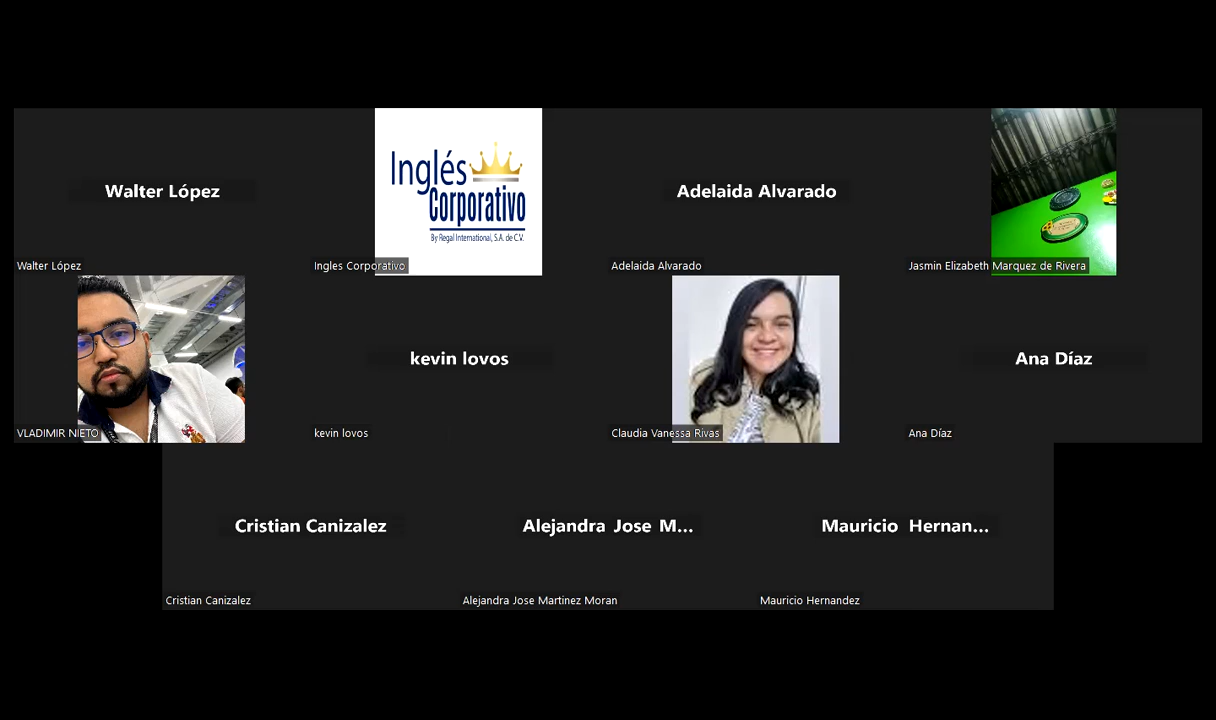 Walter López
Walter López
Inglés
Corporativo
By Regal International, S.A. de C.V.
Ingles Corporativo
Adelaida Alvarado
Adelaida Alvarado
Jasmin Elizabeth Marquez de Rivera
VLADIMIR NIETO
kevin lovos
kevin lovos
Claudia Vanessa Rivas
Ana Díaz
Ana Díaz
Cristian Canizalez
Cristian Canizalez
Alejandra Jose M...
Alejandra Jose Martinez Moran
Mauricio Hernan...
Mauricio Hernandez